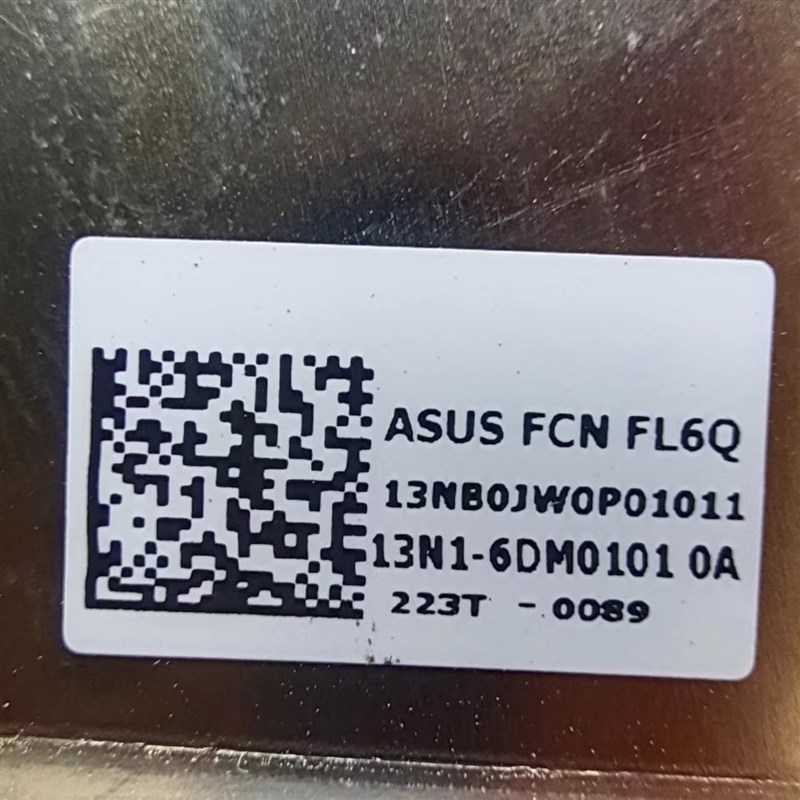 ASUS FCN FL6Q
13NB0JW0P01011
13N1-6DM0101 0A
223T - 0089